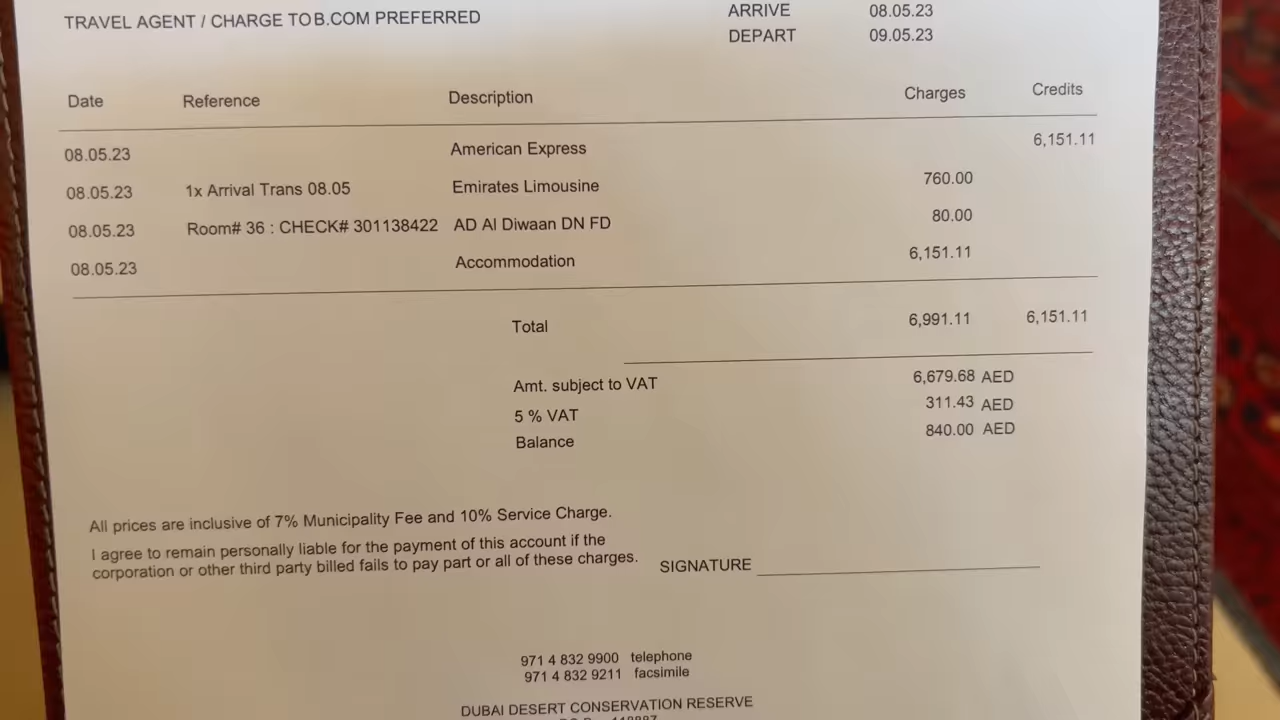 TRAVEL AGENT / CHARGE TO B.COM PREFERRED
ARRIVE 08.05.23
DEPART 09.05.23
Date Reference Description Charges Credits
08.05.23 American Express 6,151.11
08.05.23 1x Arrival Trans 08.05 Emirates Limousine 760.00
08.05.23 Room# 36 : CHECK# 301138422 AD Al Diwaan DN FD 80.00
08.05.23 Accommodation 6,151.11
Total 6,991.11 6,151.11
Amt. subject to VAT 6,679.68 AED
5 % VAT 311.43 AED
Balance 840.00 AED
All prices are inclusive of 7% Municipality Fee and 10% Service Charge.
I agree to remain personally liable for the payment of this account if the
corporation or other third party billed fails to pay part or all of these charges.
SIGNATURE
971 4 832 9900 telephone
971 4 832 9211 facsimile
DUBAI DESERT CONSERVATION RESERVE